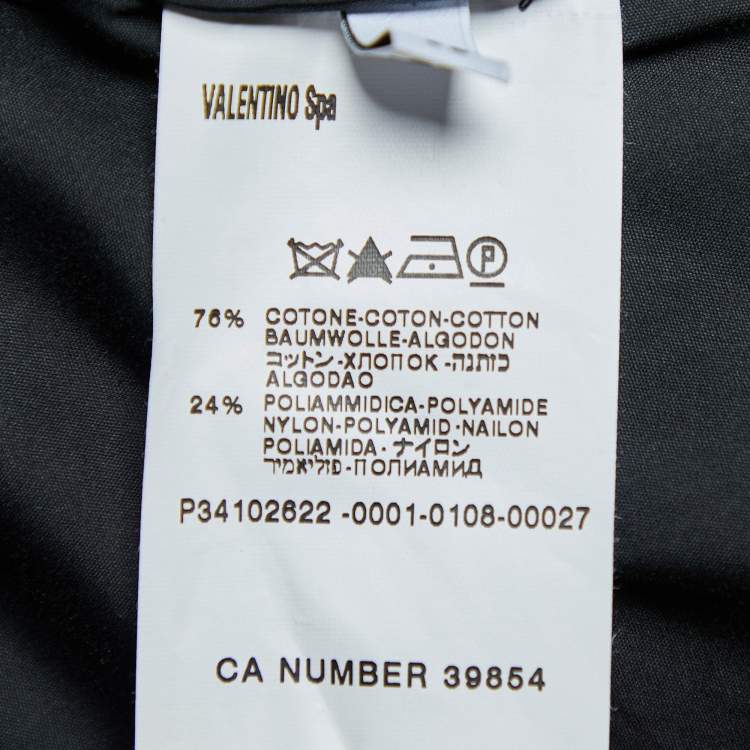 VALENTINO Spa
P
76% COTONE-COTON-COTTON
BAUMWOLLE-ALGODON
コットン-ХЛОПОК-כותנה
ALGODAO
24% POLIAMMIDICA-POLYAMIDE
NYLON-POLYAMID-NAILON
POLIAMIDA-ナイロン
פוליאמיד-ПОЛИАМИД
P34102622 -0001-0108-00027
CA NUMBER 39854